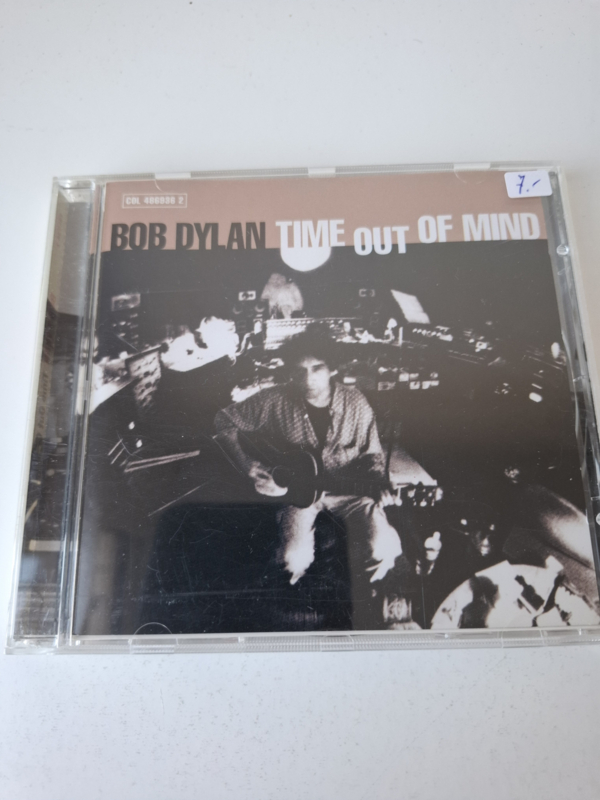 7.-
COL 486936 2
BOB DYLAN TIME OUT OF MIND